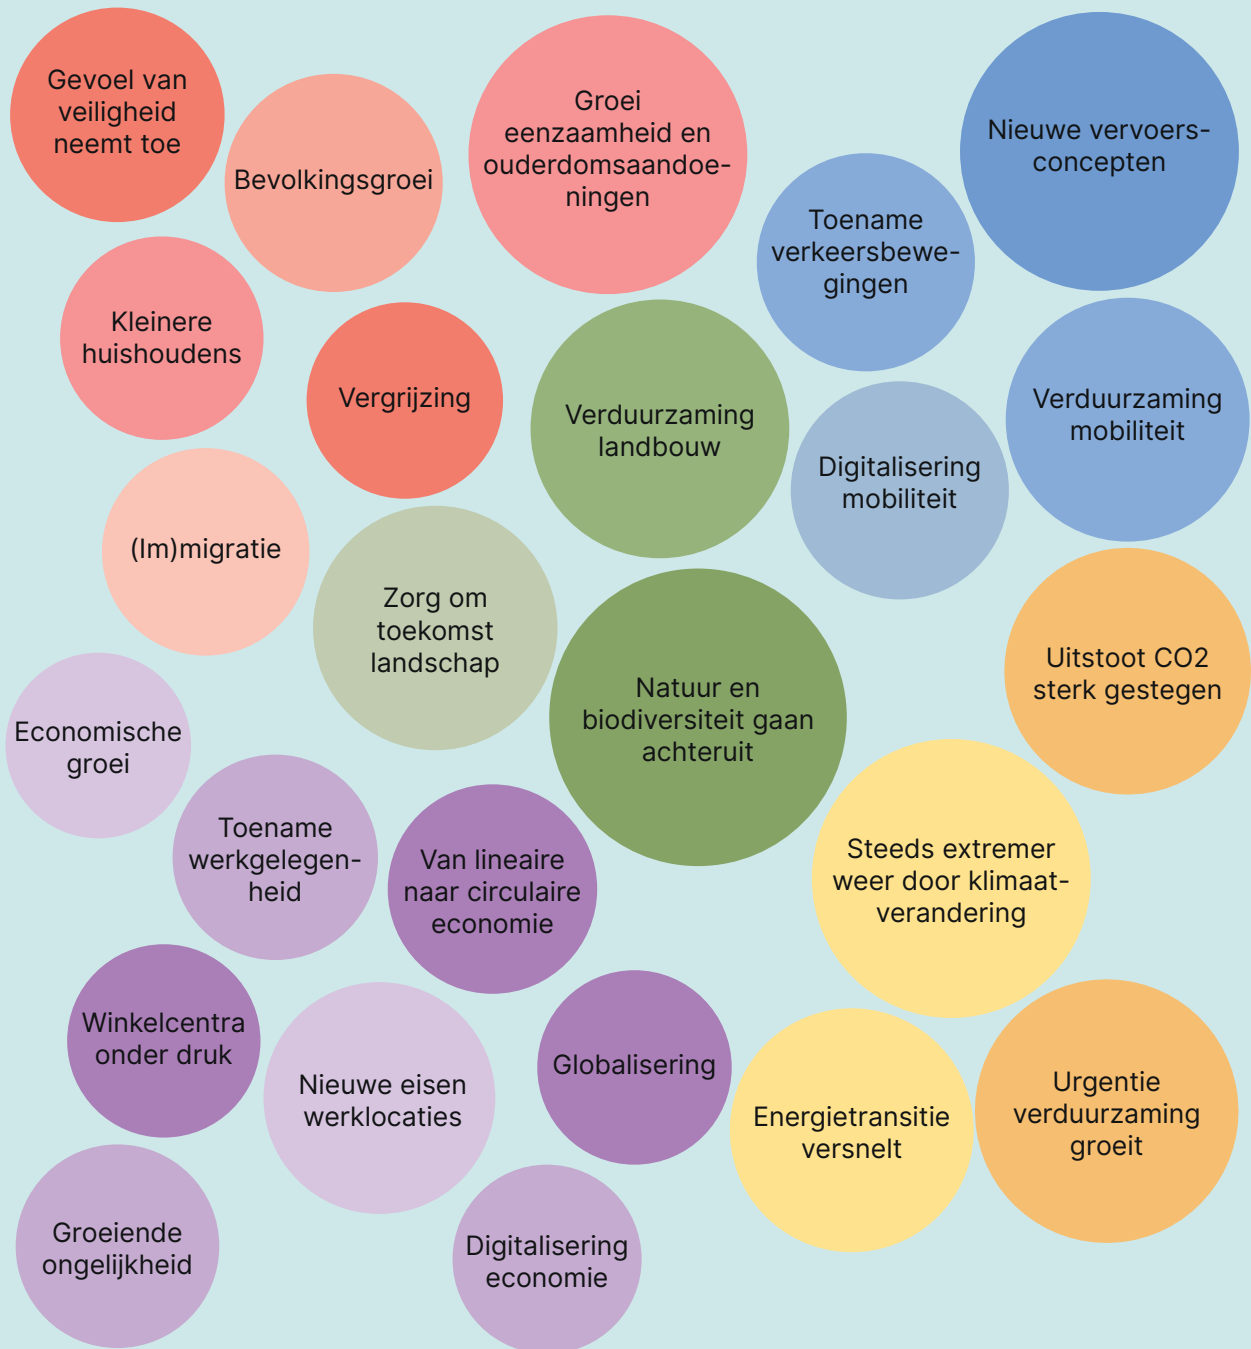 Gevoel van
veiligheid
neemt toe
Bevolkingsgroei
Groei
eenzaamheid en
ouderdomsaandoe-
ningen
Nieuwe vervoers-
concepten
Toename
verkeersbewe-
gingen
Kleinere
huishoudens
Vergrijzing
Verduurzaming
landbouw
Verduurzaming
mobiliteit
Digitalisering
mobiliteit
(Im)migratie
Zorg om
toekomst
landschap
Natuur en
biodiversiteit gaan
achteruit
Uitstoot CO2
sterk gestegen
Economische
groei
Toename
werkgelegen-
heid
Van lineaire
naar circulaire
economie
Steeds extremer
weer door klimaat-
verandering
Winkelcentra
onder druk
Nieuwe eisen
werklocaties
Globalisering
Energietransitie
versnelt
Urgentie
verduurzaming
groeit
Groeiende
ongelijkheid
Digitalisering
economie